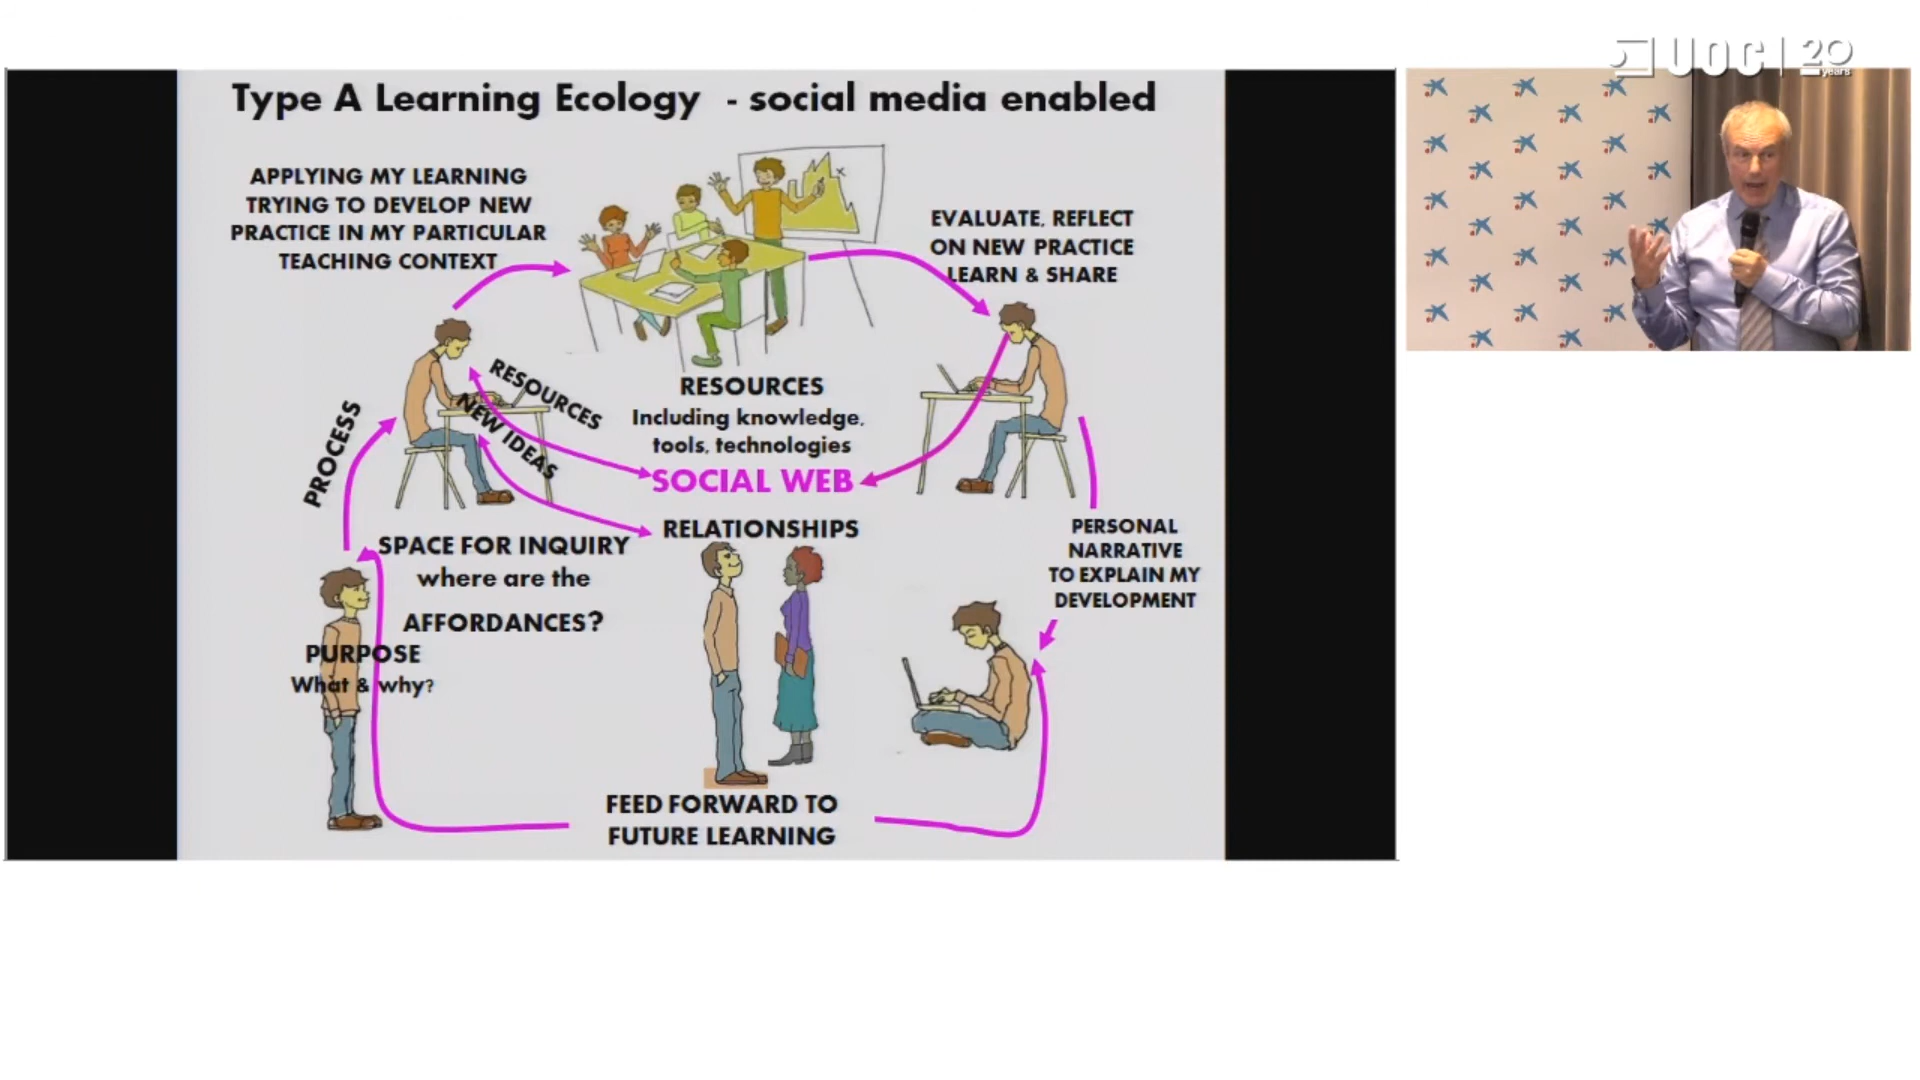 UOC 20
years
Type A Learning Ecology - social media enabled
APPLYING MY LEARNING
TRYING TO DEVELOP NEW
PRACTICE IN MY PARTICULAR
TEACHING CONTEXT
EVALUATE, REFLECT
ON NEW PRACTICE
LEARN & SHARE
PROCESS
RESOURCES
NEW IDEAS
RESOURCES
Including knowledge,
tools, technologies
SOCIAL WEB
RELATIONSHIPS
SPACE FOR INQUIRY
where are the
AFFORDANCES?
PURPOSE
What & why?
PERSONAL
NARRATIVE
TO EXPLAIN MY
DEVELOPMENT
FEED FORWARD TO
FUTURE LEARNING